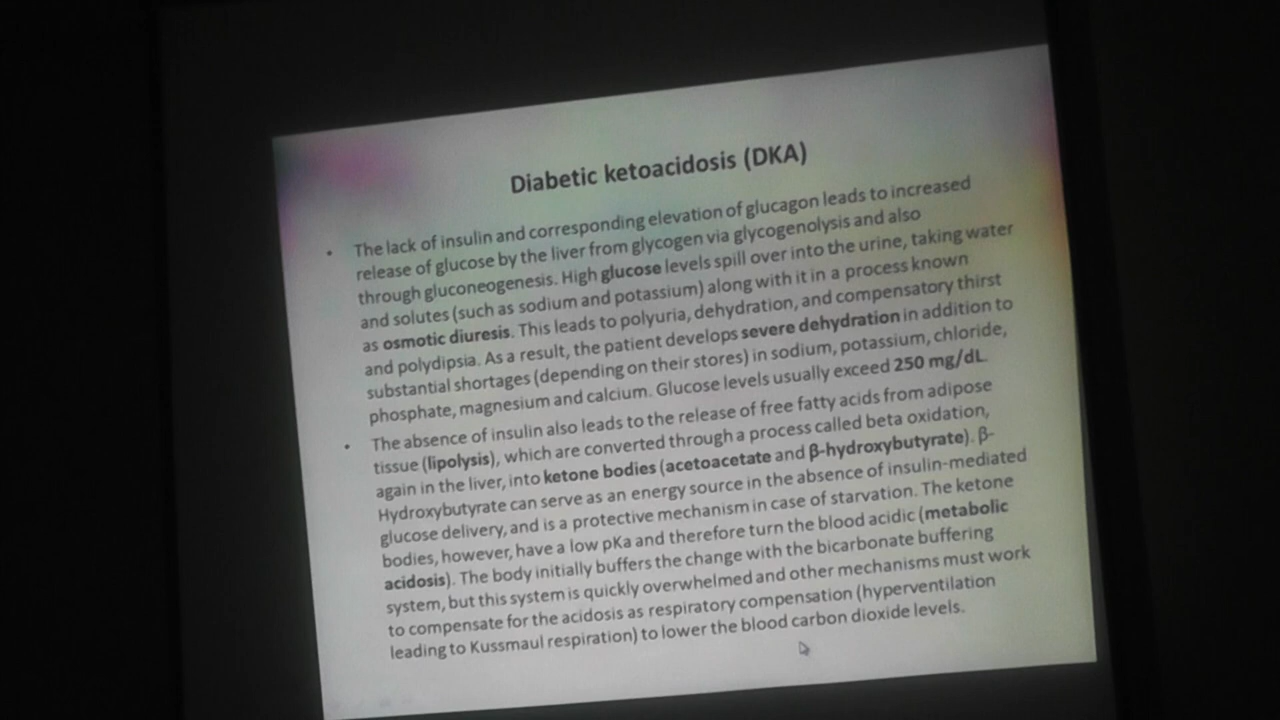 Diabetic ketoacidosis (DKA)
• The lack of insulin and corresponding elevation of glucagon leads to increased
release of glucose by the liver from glycogen via glycogenolysis and also
through gluconeogenesis. High glucose levels spill over into the urine, taking water
and solutes (such as sodium and potassium) along with it in a process known
as osmotic diuresis. This leads to polyuria, dehydration, and compensatory thirst
and polydipsia. As a result, the patient develops severe dehydration in addition to
substantial shortages (depending on their stores) in sodium, potassium, chloride,
phosphate, magnesium and calcium. Glucose levels usually exceed 250 mg/dL.
• The absence of insulin also leads to the release of free fatty acids from adipose
tissue (lipolysis), which are converted through a process called beta oxidation,
again in the liver, into ketone bodies (acetoacetate and β-hydroxybutyrate). β-
Hydroxybutyrate can serve as an energy source in the absence of insulin-mediated
glucose delivery, and is a protective mechanism in case of starvation. The ketone
bodies, however, have a low pKa and therefore turn the blood acidic (metabolic
acidosis). The body initially buffers the change with the bicarbonate buffering
system, but this system is quickly overwhelmed and other mechanisms must work
to compensate for the acidosis as respiratory compensation (hyperventilation
leading to Kussmaul respiration) to lower the blood carbon dioxide levels.